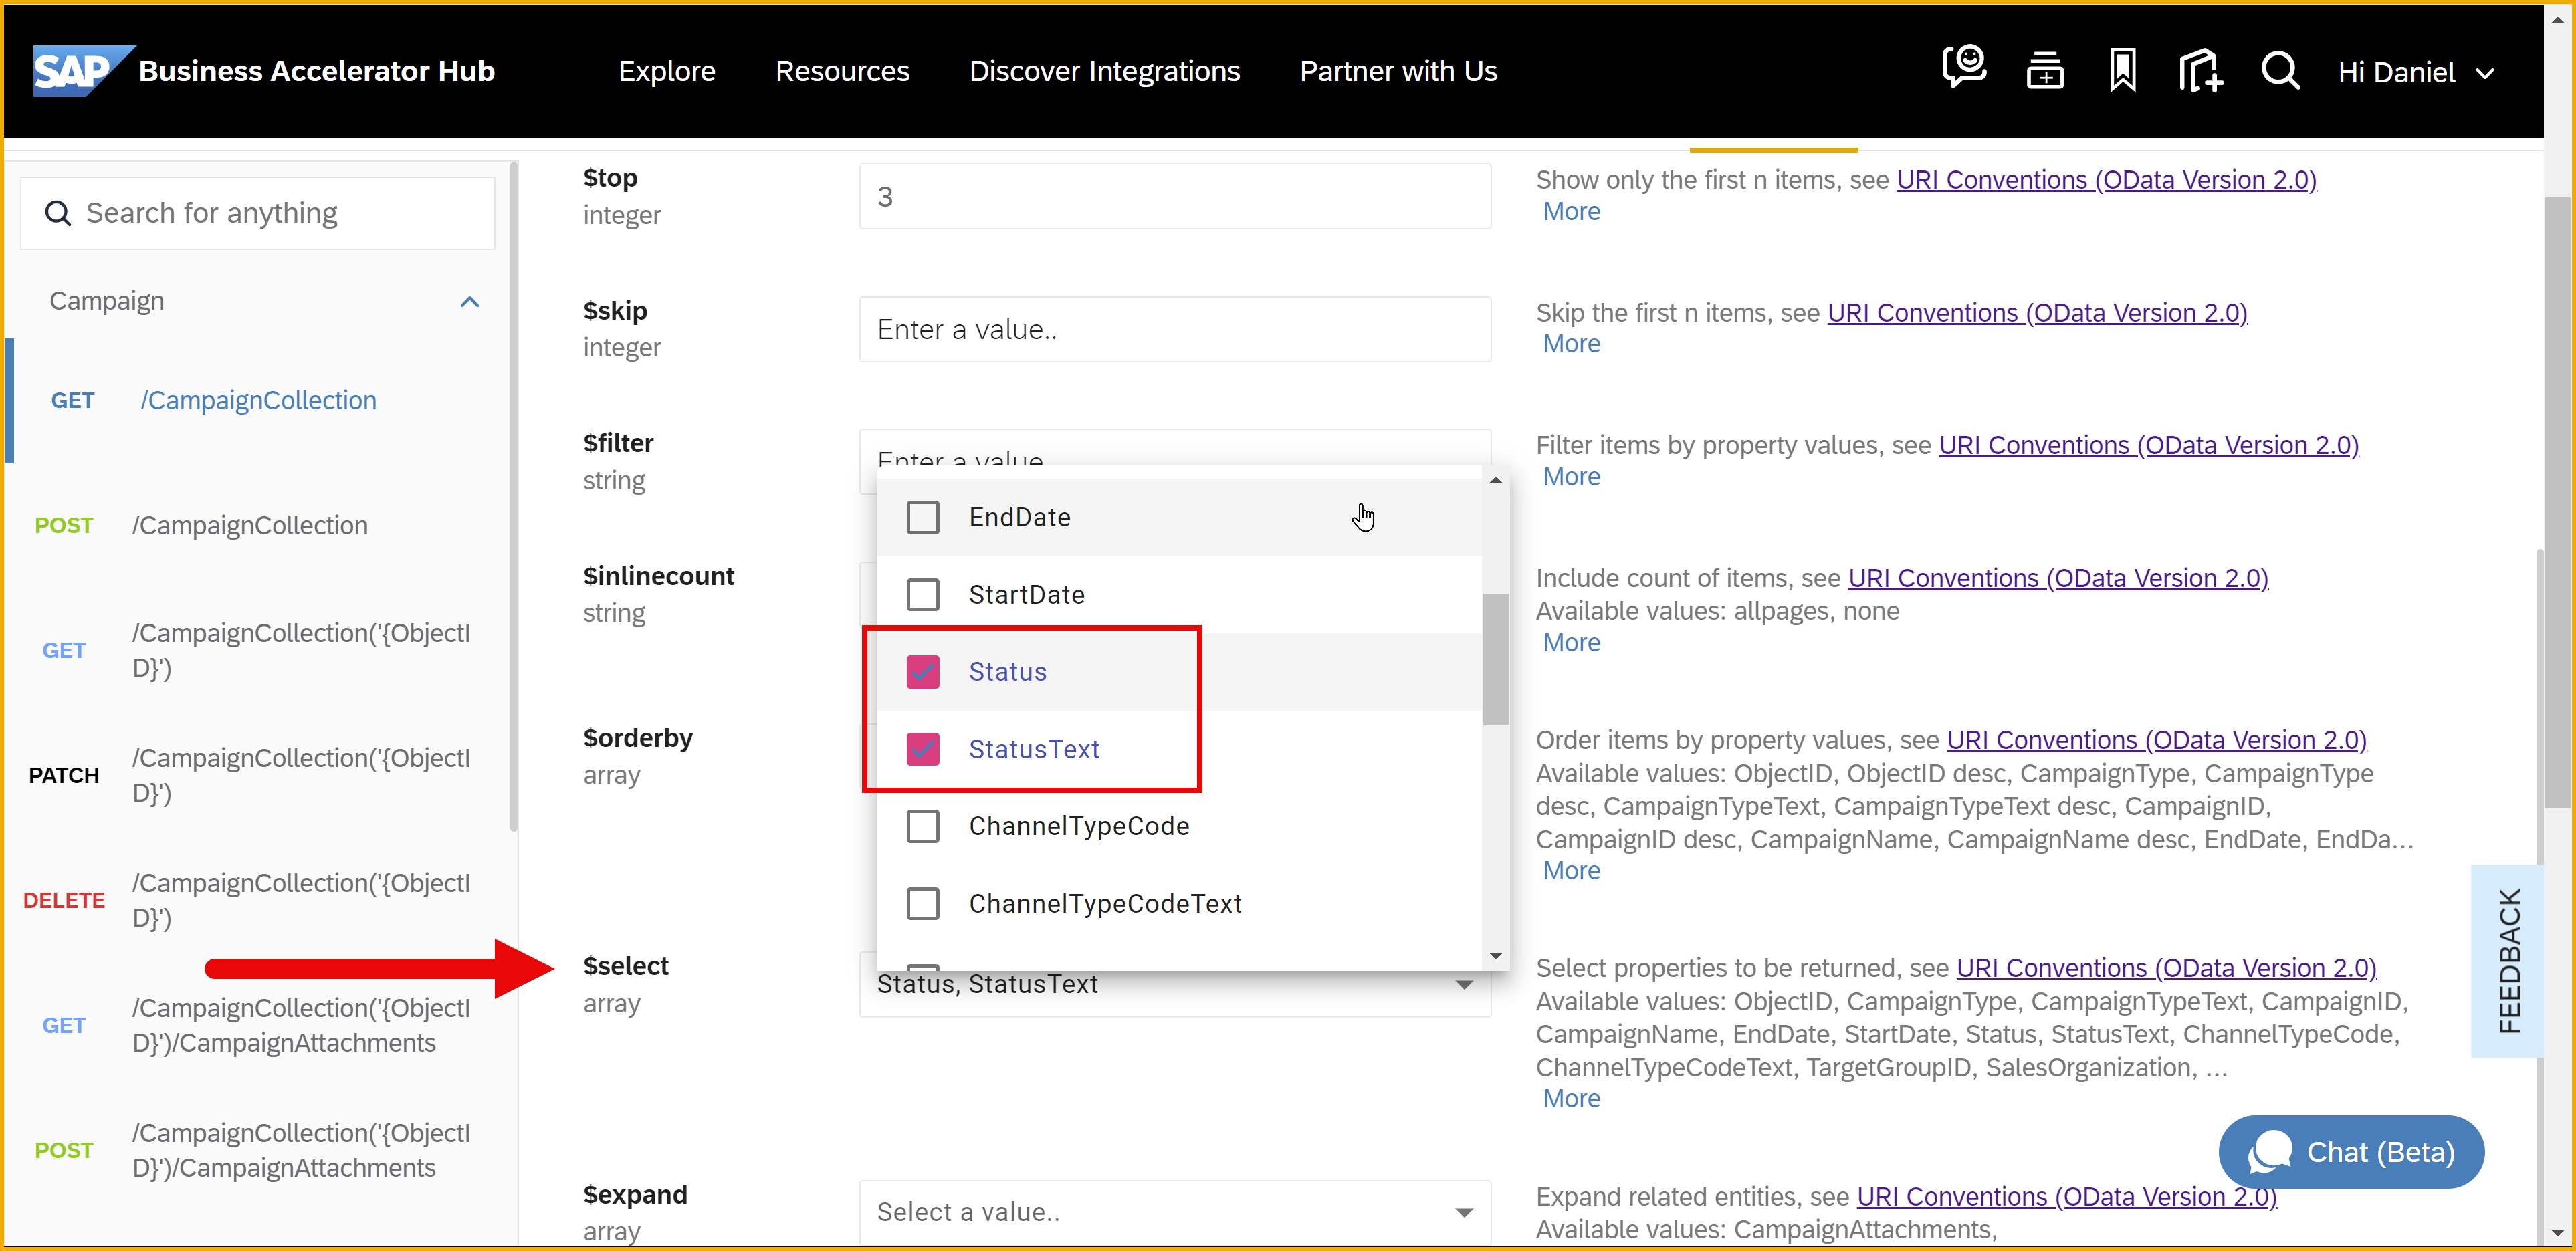 SAP Business Accelerator Hub
Explore
Resources
Discover Integrations
Partner with Us
Hi Daniel
Search for anything
Campaign
GET /CampaignCollection
POST /CampaignCollection
GET /CampaignCollection('{ObjectI
D}')
PATCH /CampaignCollection('{ObjectI
D}')
DELETE /CampaignCollection('{ObjectI
D}')
GET /CampaignCollection('{ObjectI
D}')/CampaignAttachments
POST /CampaignCollection('{ObjectI
D}')/CampaignAttachments
$top
integer
3
Show only the first n items, see URI Conventions (OData Version 2.0)
More
$skip
integer
Enter a value..
Skip the first n items, see URI Conventions (OData Version 2.0)
More
$filter
string
Enter a value
Filter items by property values, see URI Conventions (OData Version 2.0)
More
$inlinecount
string
Include count of items, see URI Conventions (OData Version 2.0)
Available values: allpages, none
More
EndDate
StartDate
Status
StatusText
ChannelTypeCode
ChannelTypeCodeText
$orderby
array
Order items by property values, see URI Conventions (OData Version 2.0)
Available values: ObjectID, ObjectID desc, CampaignType, CampaignType
desc, CampaignTypeText, CampaignTypeText desc, CampaignID,
CampaignID desc, CampaignName, CampaignName desc, EndDate, EndDa...
More
$select
array
Status, StatusText
Select properties to be returned, see URI Conventions (OData Version 2.0)
Available values: ObjectID, CampaignType, CampaignTypeText, CampaignID,
CampaignName, EndDate, StartDate, Status, StatusText, ChannelTypeCode,
ChannelTypeCodeText, TargetGroupID, SalesOrganization, ...
More
$expand
array
Select a value..
Expand related entities, see URI Conventions (OData Version 2.0)
Available values: CampaignAttachments,
FEEDBACK
Chat (Beta)